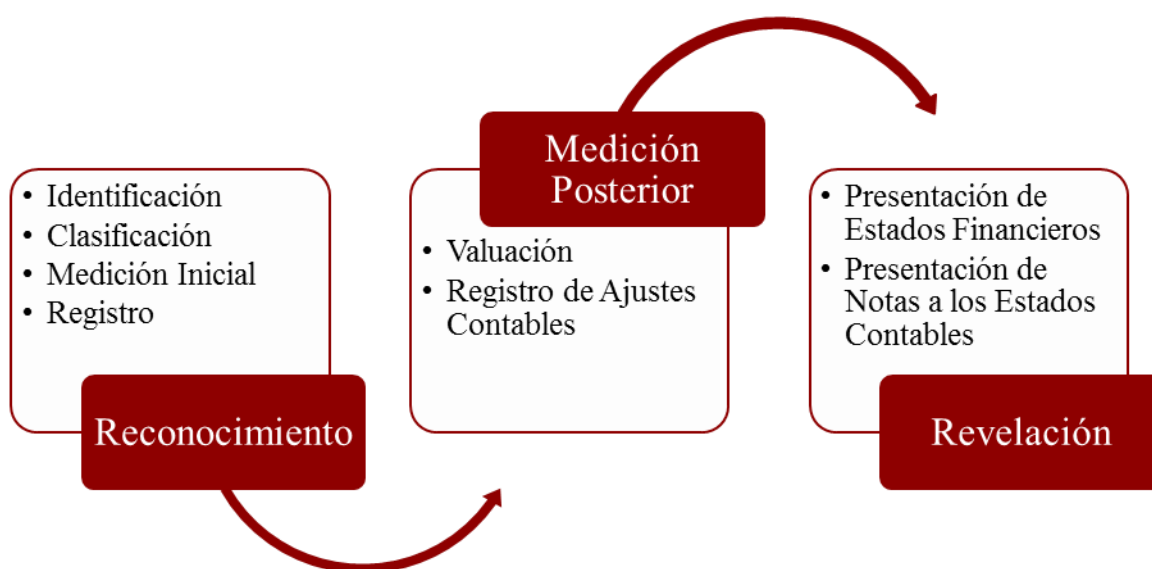 • Identificación
• Clasificación
• Medición Inicial
• Registro
Reconocimiento
Medición
Posterior
• Valuación
• Registro de Ajustes
Contables
• Presentación de
Estados Financieros
• Presentación de
Notas a los Estados
Contables
Revelación